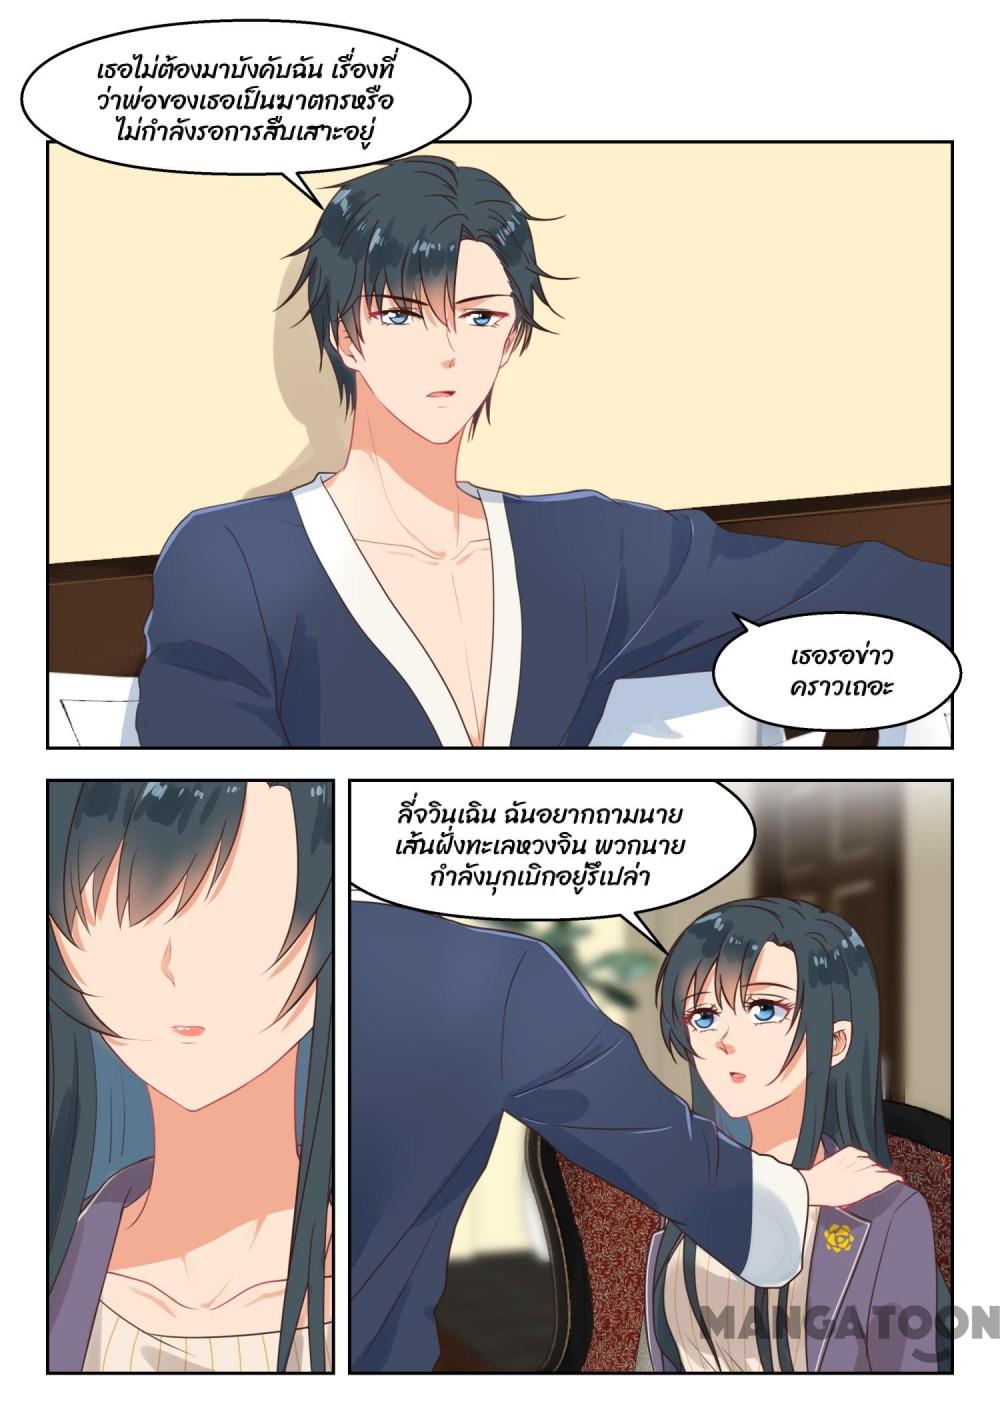 เธอไม่ต้องมาบังคับฉัน เรื่องที่
ว่าพ่อของเธอเป็นฆาตกรหรือ
ไม่กำลังรอการสืบเสาะอยู่
เธอรอข่าว
คราวเถอะ
ลี่จวินเฉิน ฉันอยากถามนาย
เส้นฝั่งทะเลหวงจิน พวกนาย
กำลังบุกเบิกอยู่รึเปล่า
MANGATOON